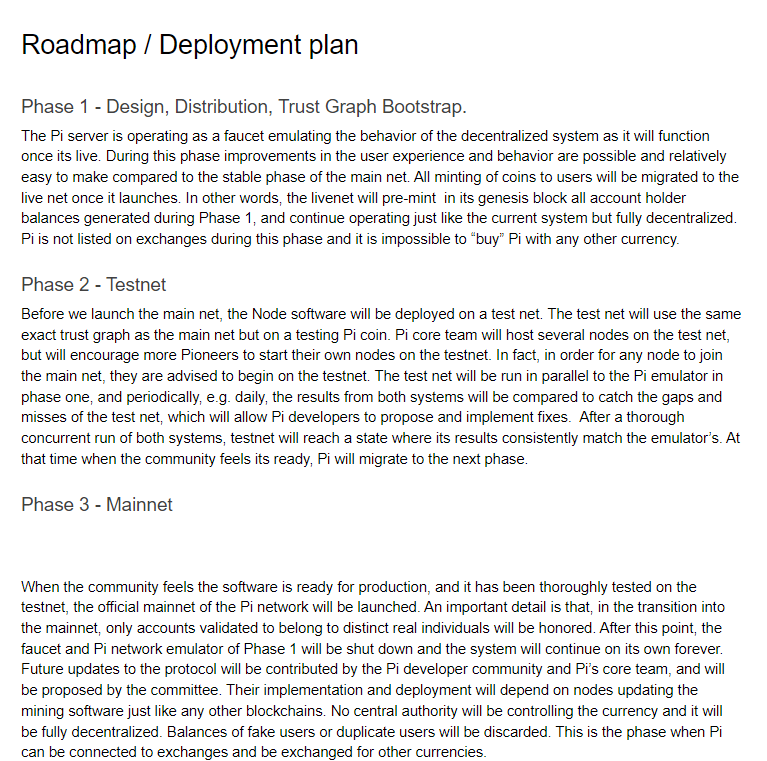 Roadmap / Deployment plan
Phase 1 - Design, Distribution, Trust Graph Bootstrap.
The Pi server is operating as a faucet emulating the behavior of the decentralized system as it will function
once its live. During this phase improvements in the user experience and behavior are possible and relatively
easy to make compared to the stable phase of the main net. All minting of coins to users will be migrated to the
live net once it launches. In other words, the livenet will pre-mint  in its genesis block all account holder
balances generated during Phase 1, and continue operating just like the current system but fully decentralized.
Pi is not listed on exchanges during this phase and it is impossible to “buy” Pi with any other currency.
Phase 2 - Testnet
Before we launch the main net, the Node software will be deployed on a test net. The test net will use the same
exact trust graph as the main net but on a testing Pi coin. Pi core team will host several nodes on the test net,
but will encourage more Pioneers to start their own nodes on the testnet. In fact, in order for any node to join
the main net, they are advised to begin on the testnet. The test net will be run in parallel to the Pi emulator in
phase one, and periodically, e.g. daily, the results from both systems will be compared to catch the gaps and
misses of the test net, which will allow Pi developers to propose and implement fixes.  After a thorough
concurrent run of both systems, testnet will reach a state where its results consistently match the emulator’s. At
that time when the community feels its ready, Pi will migrate to the next phase.
Phase 3 - Mainnet
When the community feels the software is ready for production, and it has been thoroughly tested on the
testnet, the official mainnet of the Pi network will be launched. An important detail is that, in the transition into
the mainnet, only accounts validated to belong to distinct real individuals will be honored. After this point, the
faucet and Pi network emulator of Phase 1 will be shut down and the system will continue on its own forever.
Future updates to the protocol will be contributed by the Pi developer community and Pi’s core team, and will
be proposed by the committee. Their implementation and deployment will depend on nodes updating the
mining software just like any other blockchains. No central authority will be controlling the currency and it will
be fully decentralized. Balances of fake users or duplicate users will be discarded. This is the phase when Pi
can be connected to exchanges and be exchanged for other currencies.